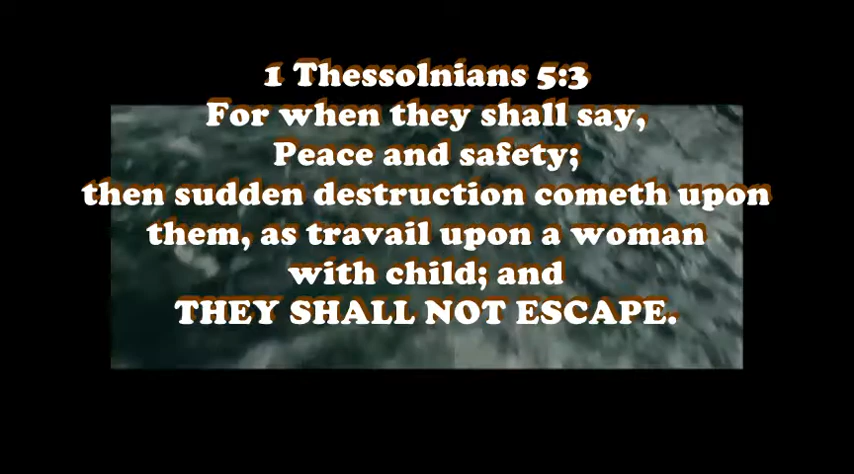 1 Thessolnians 5:3
For when they shall say,
Peace and safety;
then sudden destruction cometh upon
them, as travail upon a woman
with child; and
THEY SHALL NOT ESCAPE.